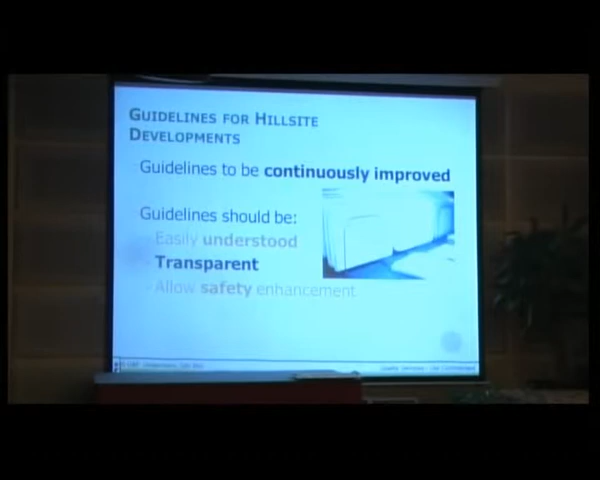 GUIDELINES FOR HILLSITE
DEVELOPMENTS
Guidelines to be continuously improved
Guidelines should be:
Easily understood
Transparent
Allow safety enhancement